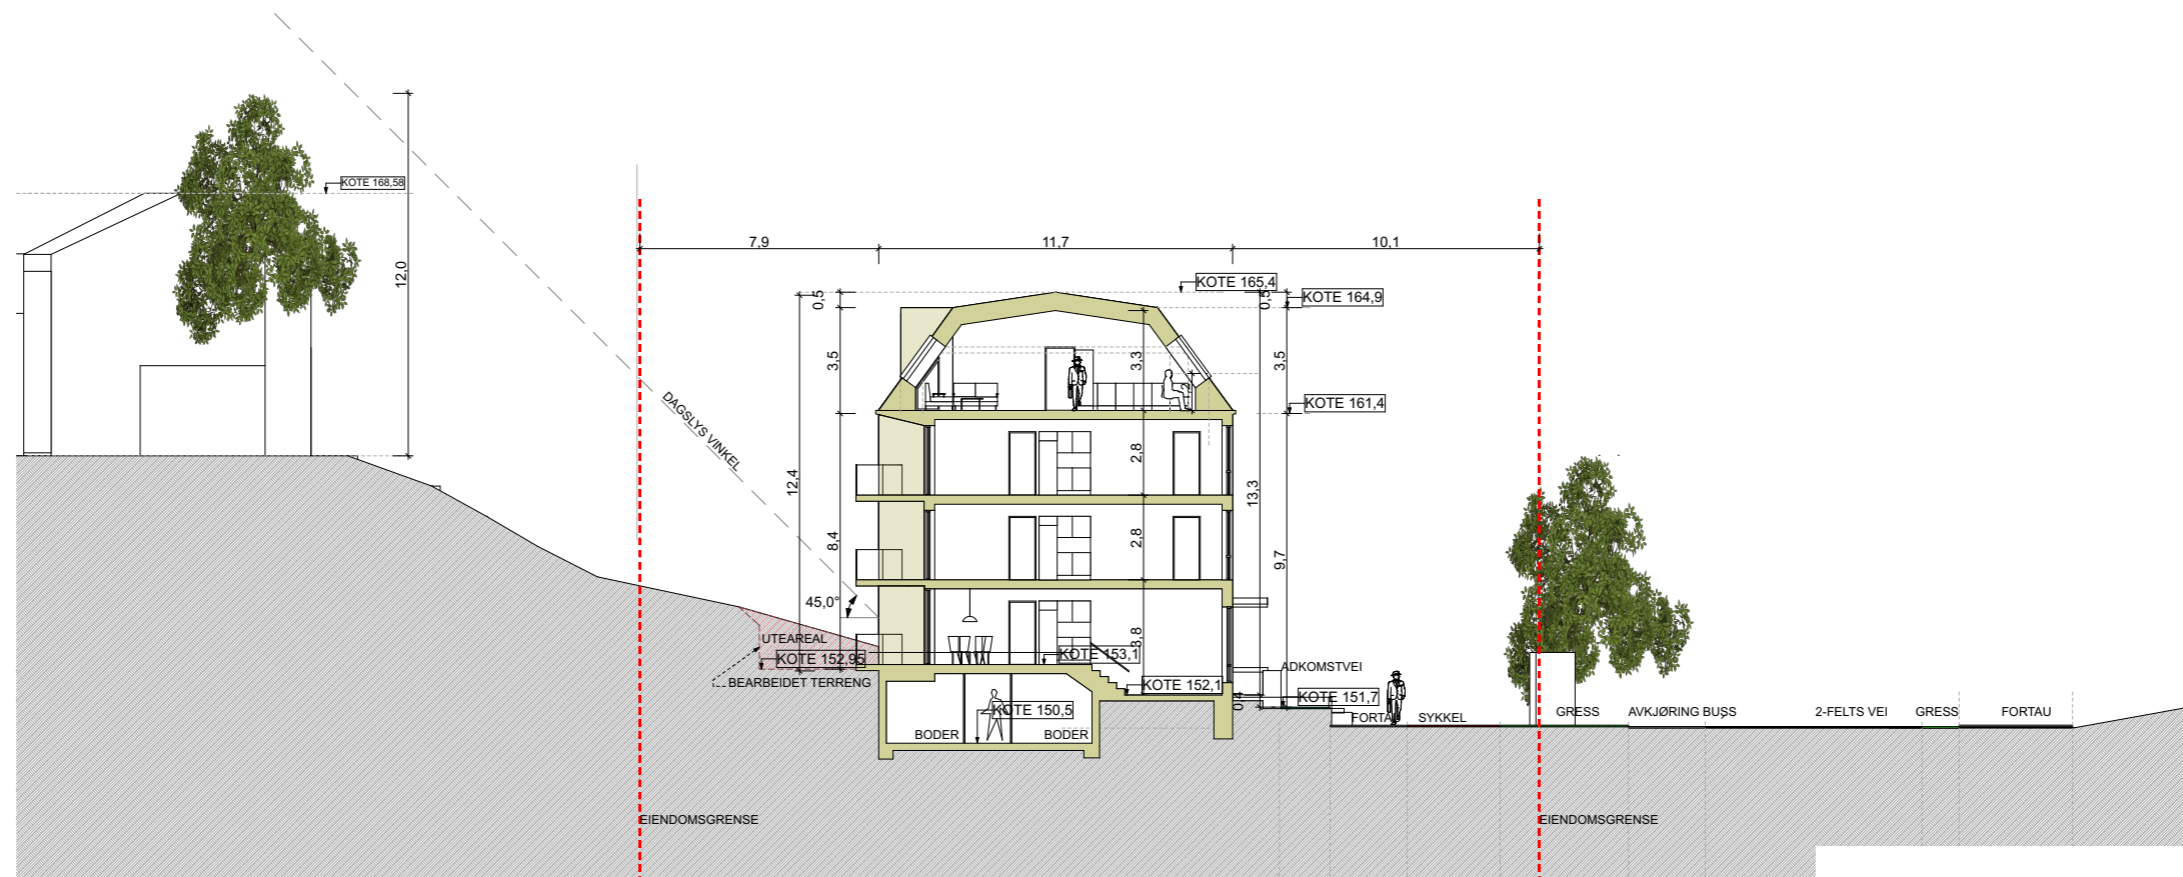 KOTE 168,58
12,0
7,9
11,7
10,1
KOTE 165,4
KOTE 164,9
0,5
0,5
3,5
3,3
3,5
KOTE 161,4
DAGSLYS VINKEL
12,4
2,8
13,3
8,4
2,8
9,7
45,0°
3,8
UTEAREAL
KOTE 152,95
KOTE 153,1
ADKOMSTVEI
BEARBEIDET TERRENG
KOTE 152,1
KOTE 151,7
0,4
KOTE 150,5
BODER
BODER
FORTAU
SYKKEL
GRESS
AVKJØRING BUSS
2-FELTS VEI
GRESS
FORTAU
EIENDOMSGRENSE
EIENDOMSGRENSE